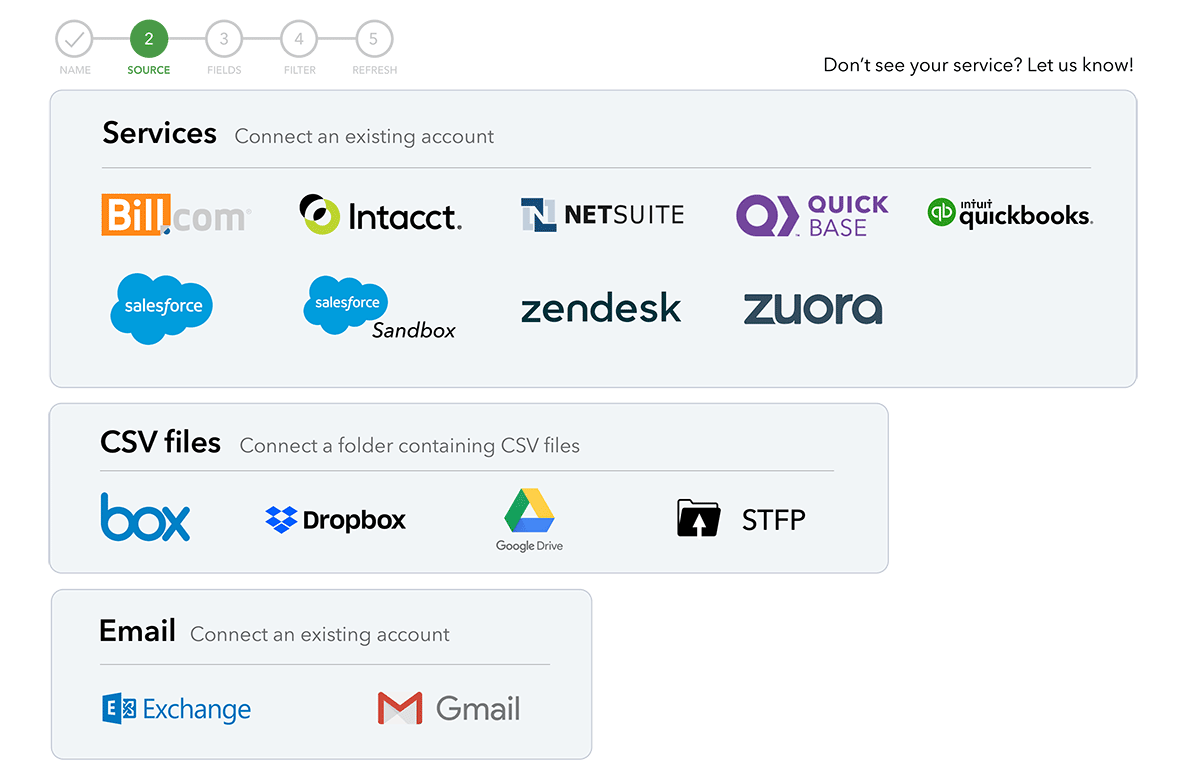 2 3 4 5
NAME SOURCE FIELDS FILTER REFRESH
Don't see your service? Let us know!
Services Connect an existing account
Bill.com Intacct. NETSUITE QUICK BASE intuit quickbooks.
salesforce salesforce Sandbox zendesk zuora
CSV files Connect a folder containing CSV files
box Dropbox Google Drive STFP
Email Connect an existing account
E Exchange Gmail